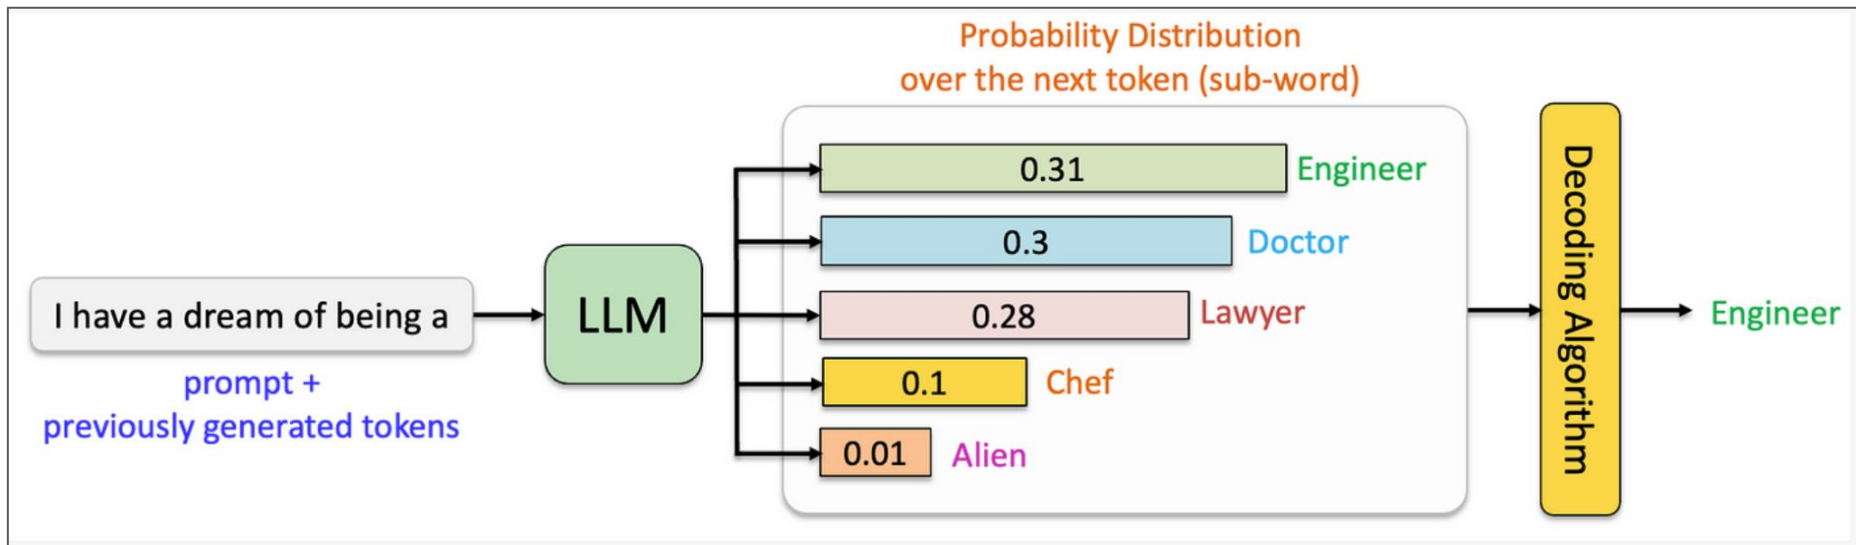 Probability Distribution
over the next token (sub-word)
0.31 Engineer
0.3 Doctor
I have a dream of being a
LLM
0.28 Lawyer
prompt +
previously generated tokens
0.1 Chef
0.01 Alien
Decoding Algorithm
Engineer